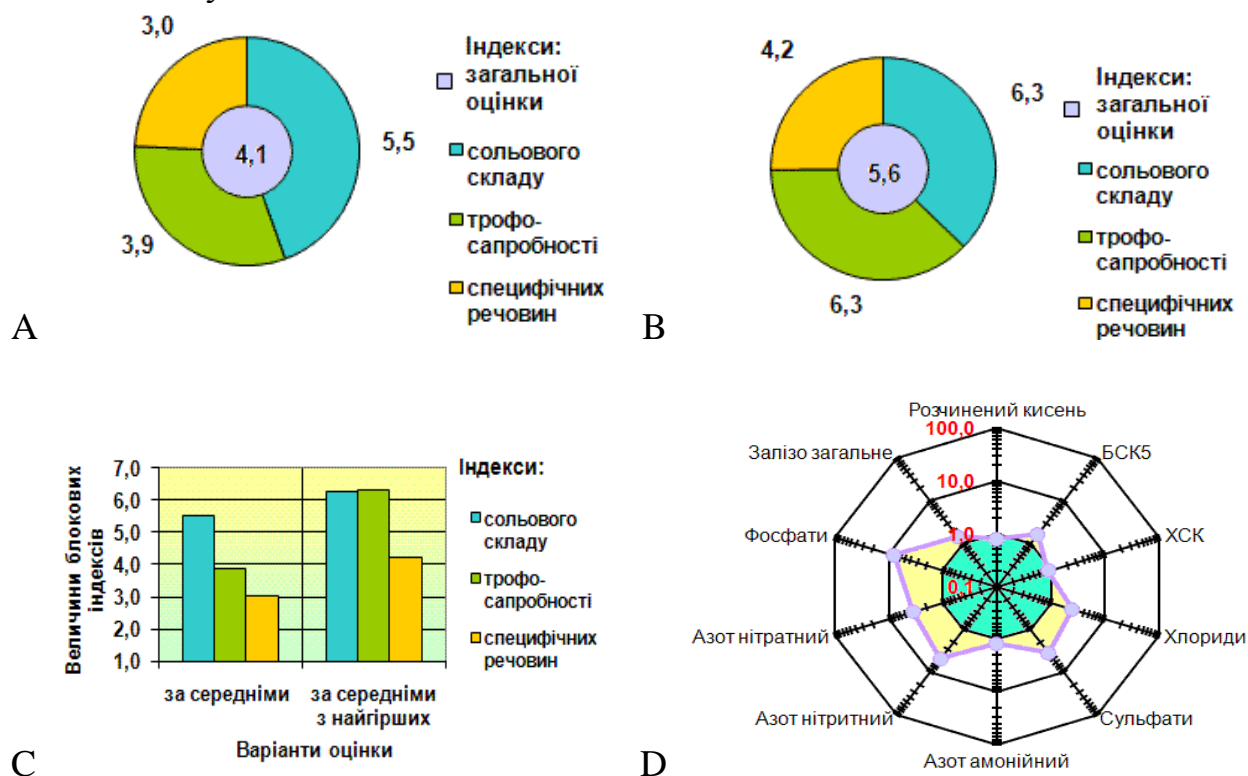 3,0
Індекси:
загальної
оцінки
4,1
5,5
сольового
складу
трофо-
сапробності
3,9
специфічних
речовин
A
4,2
Індекси:
загальної
оцінки
6,3
5,6
сольового
складу
трофо-
сапробності
6,3
специфічних
речовин
B
Величини блокових
індексів
7,0
6,0
5,0
4,0
3,0
2,0
1,0
за середніми
за середніми
з найгірших
Варіанти оцінки
Індекси:
сольового
складу
трофо-
сапробності
специфічних
речовин
C
Розчинений кисень
100,0
Залізо загальне
БСК5
10,0
Фосфати
1,0
ХСК
0,1
Азот нітратний
Хлориди
Азот нітритний
Сульфати
Азот амонійний
D